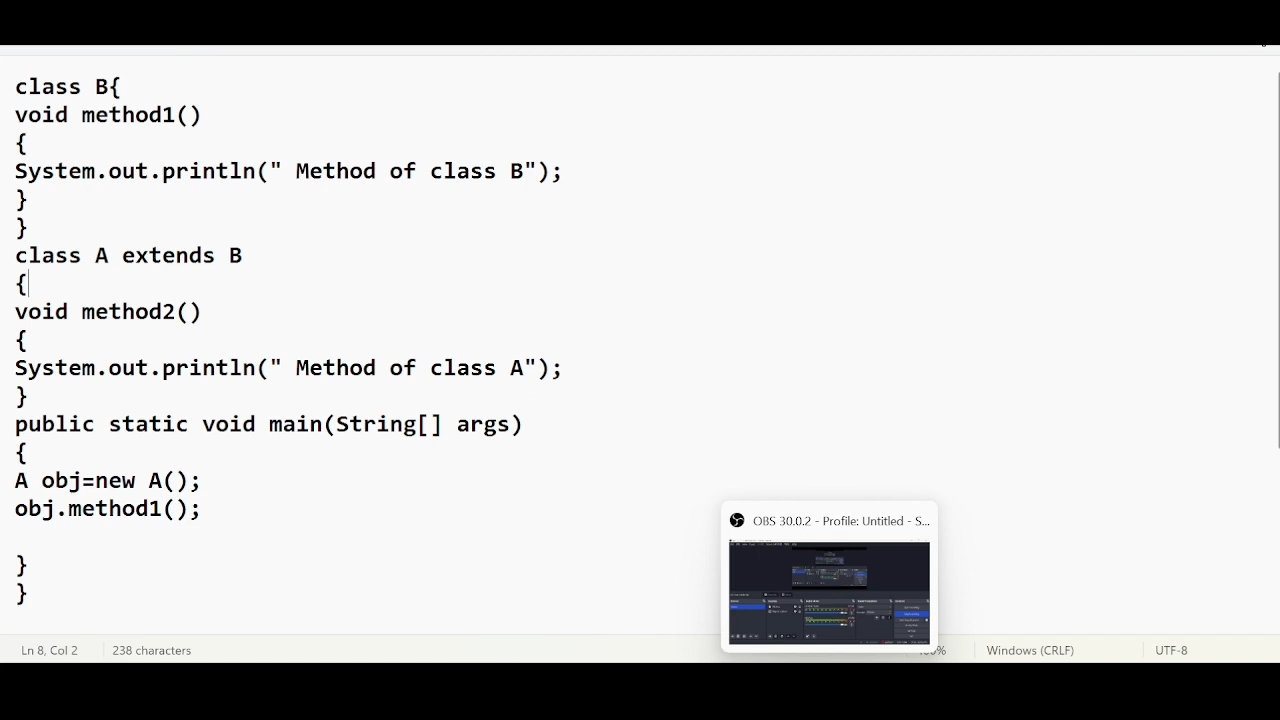 class B{
void method1()
{
System.out.println(" Method of class B");
}
}
class A extends B
{
void method2()
{
System.out.println(" Method of class A");
}
public static void main(String[] args)
{
A obj=new A();
obj.method1();
}
}
OBS 30.0.2 - Profile: Untitled - S...
Ln 8, Col 2
238 characters
Windows (CRLF)
UTF-8